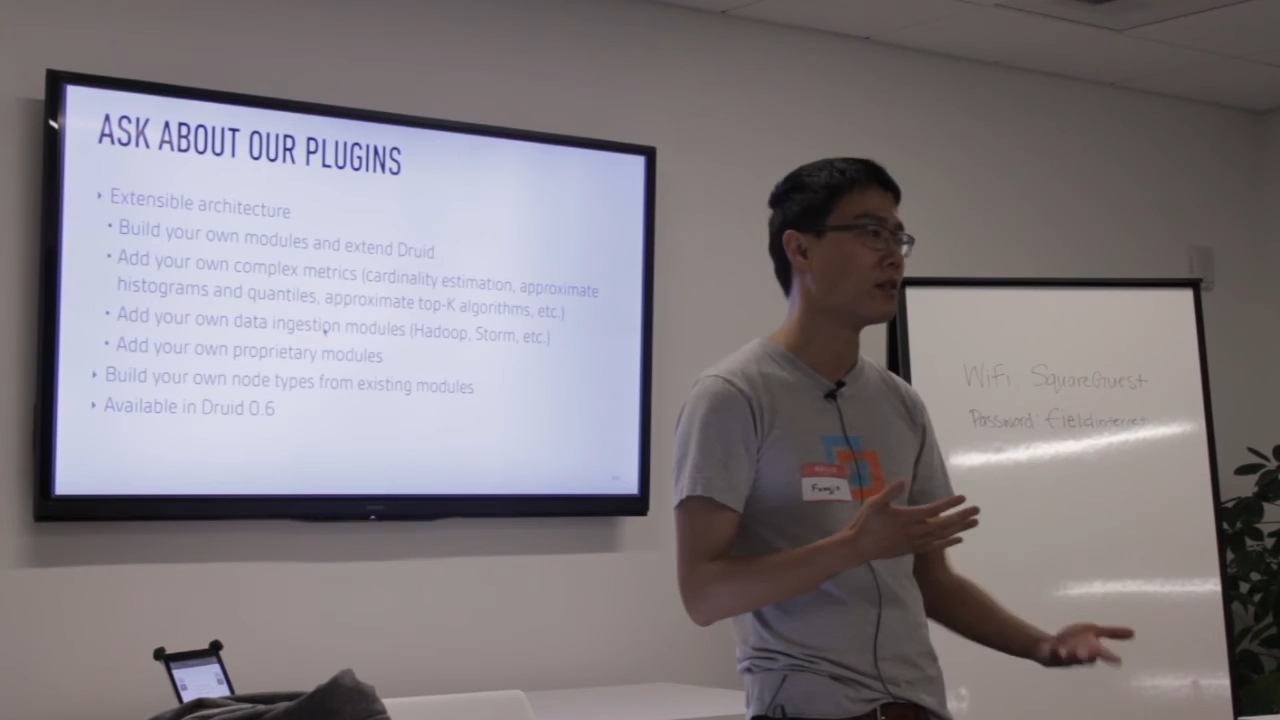 ASK ABOUT OUR PLUGINS
‣ Extensible architecture
• Build your own modules and extend Druid
• Add your own complex metrics (cardinality estimation, approximate
histograms and quantiles, approximate top-K algorithms, etc.)
• Add your own data ingestion modules (Hadoop, Storm, etc.)
• Add your own proprietary modules
‣ Build your own node types from existing modules
‣ Available in Druid 0.6
WiFi SquareGuest
Password: fieldinternet
HELLO